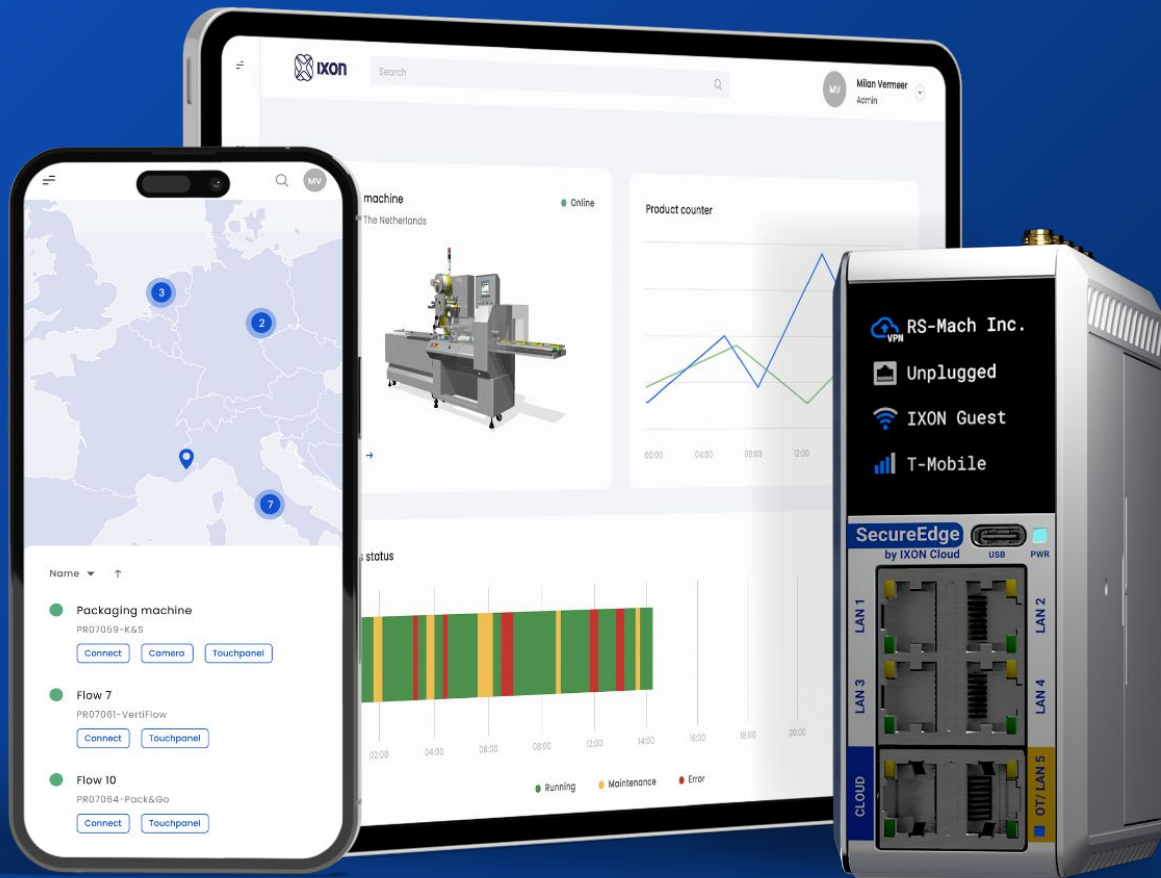 IXON
Search
MV
Milan Vermeer
Admin
machine
The Netherlands
Online
Product counter
00:00 04:00 08:00 12:00
s status
02:00 04:00 06:00 08:00 12:00 14:00 16:00 18:00 20:00
Running Maintenance Error
MV
3
2
7
Name
Packaging machine
PR07059-K&S
Connect Camera Touchpanel
Flow 7
PR07061-VertiFlow
Connect Touchpanel
Flow 10
PR07064-Pack&Go
Connect Touchpanel
VPN RS-Mach Inc.
Unplugged
IXON Guest
T-Mobile
SecureEdge
by IXON Cloud
USB PWR
LAN 1 LAN 2
LAN 3 LAN 4
CLOUD OT/LAN 5